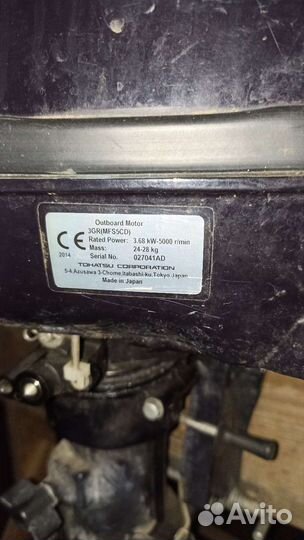 Outboard Motor
3GR(MFS5CD)
Rated Power: 3.68 kW-5000 r/min
Mass: 24-28 kg
Serial No. 027041AD
CE
2014
TOHATSU CORPORATION
5-4,Azusawa 3-Chome,Itabashi-ku,Tokyo,Japan
Made in Japan
Avito